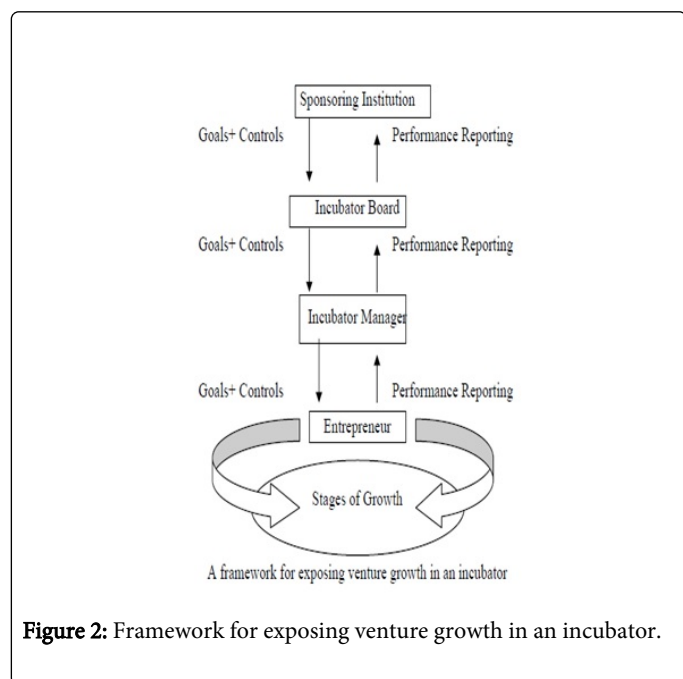 Sponsoring Institution
Goals+ Controls Performance Reporting
Incubator Board
Goals+ Controls Performance Reporting
Incubator Manager
Goals+ Controls Performance Reporting
Entrepreneur
Stages of Growth
A framework for exposing venture growth in an incubator
Figure 2: Framework for exposing venture growth in an incubator.